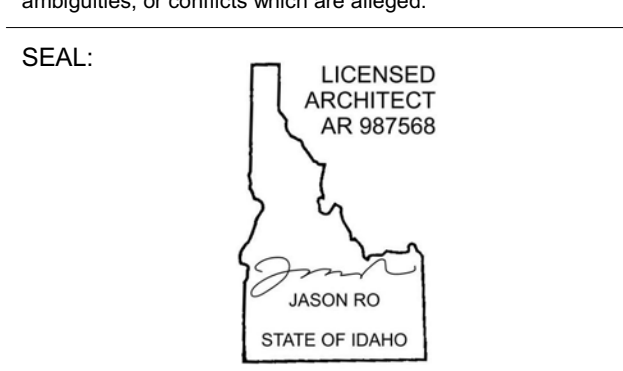 ambiguities, or conflicts which are alleged.
SEAL:
LICENSED
ARCHITECT
AR 987568
JASON RO
STATE OF IDAHO